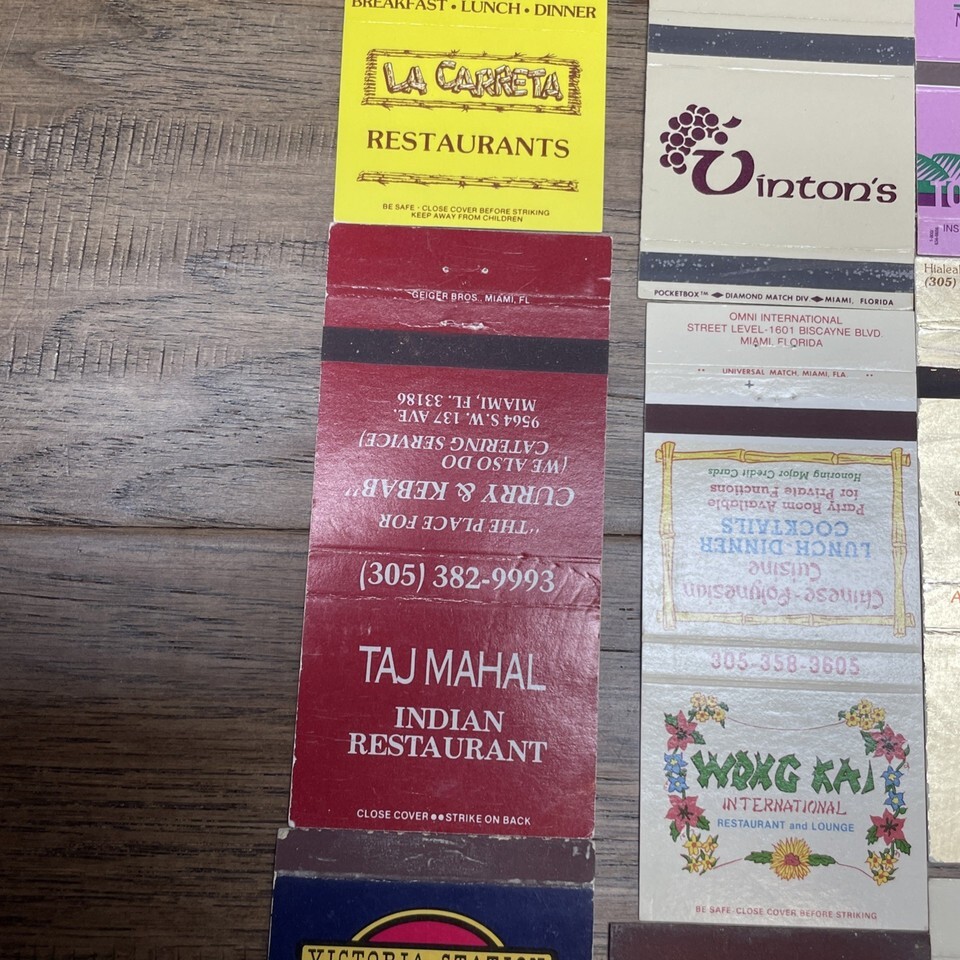 BREAKFAST • LUNCH • DINNER
LA CARRETA
RESTAURANTS
BE SAFE - CLOSE COVER BEFORE STRIKING
KEEP AWAY FROM CHILDREN
GEIGER BROS., MIAMI, FL
"THE PLACE FOR
CURRY & KEBAB"
(WE ALSO DO
CATERING SERVICE)
9564 S.W. 137 AVE.
MIAMI, FL. 33186
(305) 382-9993
TAJ MAHAL
INDIAN
RESTAURANT
CLOSE COVER ●● STRIKE ON BACK
VICTORIA STATION
Vinton's
POCKETBOX™ ◆ DIAMOND MATCH DIV ◆ MIAMI, FLORIDA
OMNI INTERNATIONAL
STREET LEVEL-1601 BISCAYNE BLVD.
MIAMI, FLORIDA
UNIVERSAL MATCH, MIAMI, FLA.
Chinese - Polynesian
Cuisine
LUNCH DINNER
COCKTAILS
Party Room Available
for Private Functions
Honoring Major Credit Cards
305-358-3605
WONG KAI
INTERNATIONAL
RESTAURANT and LOUNGE
BE SAFE-CLOSE COVER BEFORE STRIKING
(305)